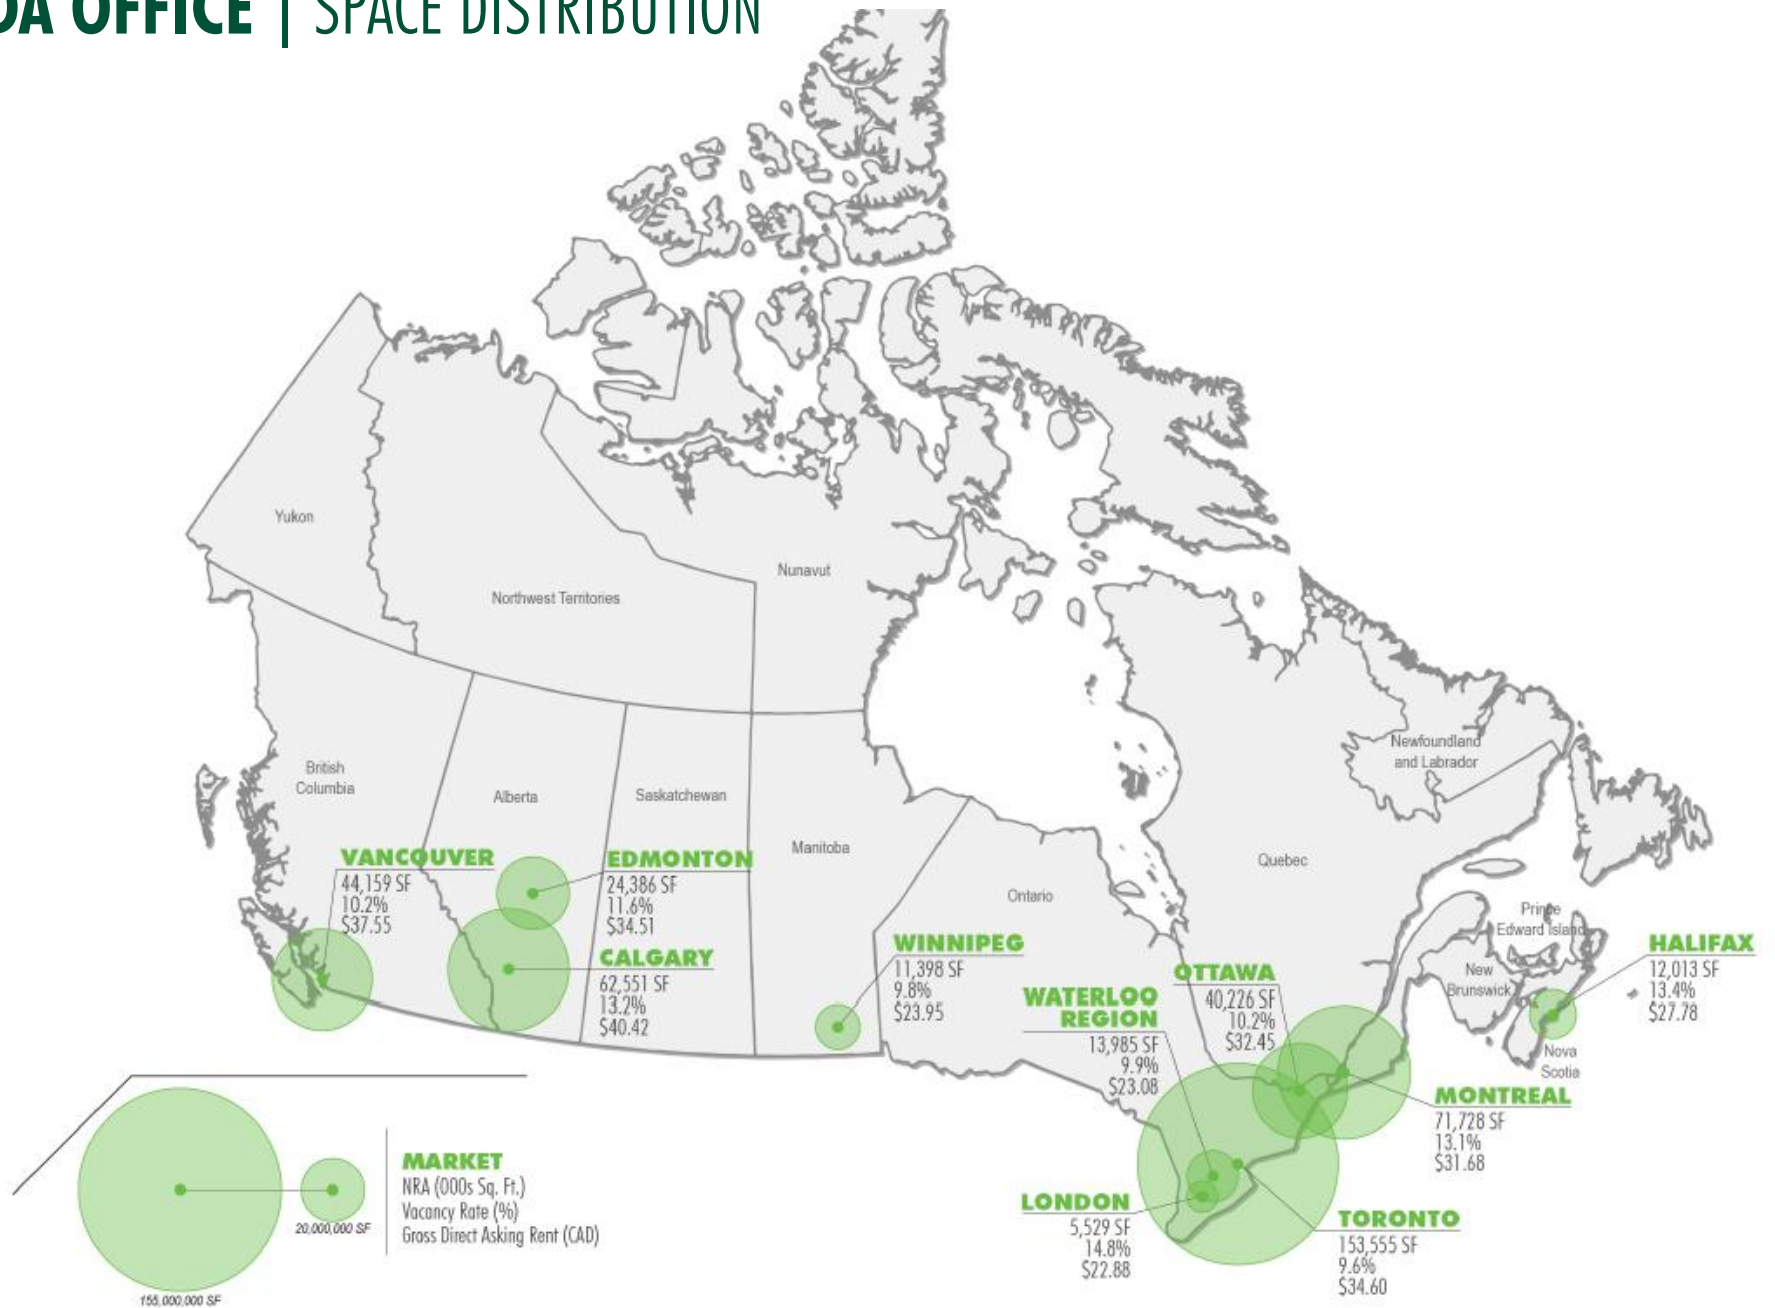 DA OFFICE | SPACE DISTRIBUTION
Yukon
Northwest Territories
Nunavut
British
Columbia
Alberta
Saskatchewan
Manitoba
Ontario
Quebec
Newfoundland
and Labrador
Prince
Edward Island
New
Brunswick
Nova
Scotia
VANCOUVER
44,159 SF
10.2%
$37.55
EDMONTON
24,386 SF
11.6%
$34.51
CALGARY
62,551 SF
13.2%
$40.42
WINNIPEG
11,398 SF
9.8%
$23.95
WATERLOO
REGION
13,985 SF
9.9%
$23.08
OTTAWA
40,226 SF
10.2%
$32.45
HALIFAX
12,013 SF
13.4%
$27.78
MONTREAL
71,728 SF
13.1%
$31.68
LONDON
5,529 SF
14.8%
$22.88
TORONTO
153,555 SF
9.6%
$34.60
MARKET
NRA (000s Sq. Ft.)
Vacancy Rate (%)
Gross Direct Asking Rent (CAD)
20,000,000 SF
155,000,000 SF